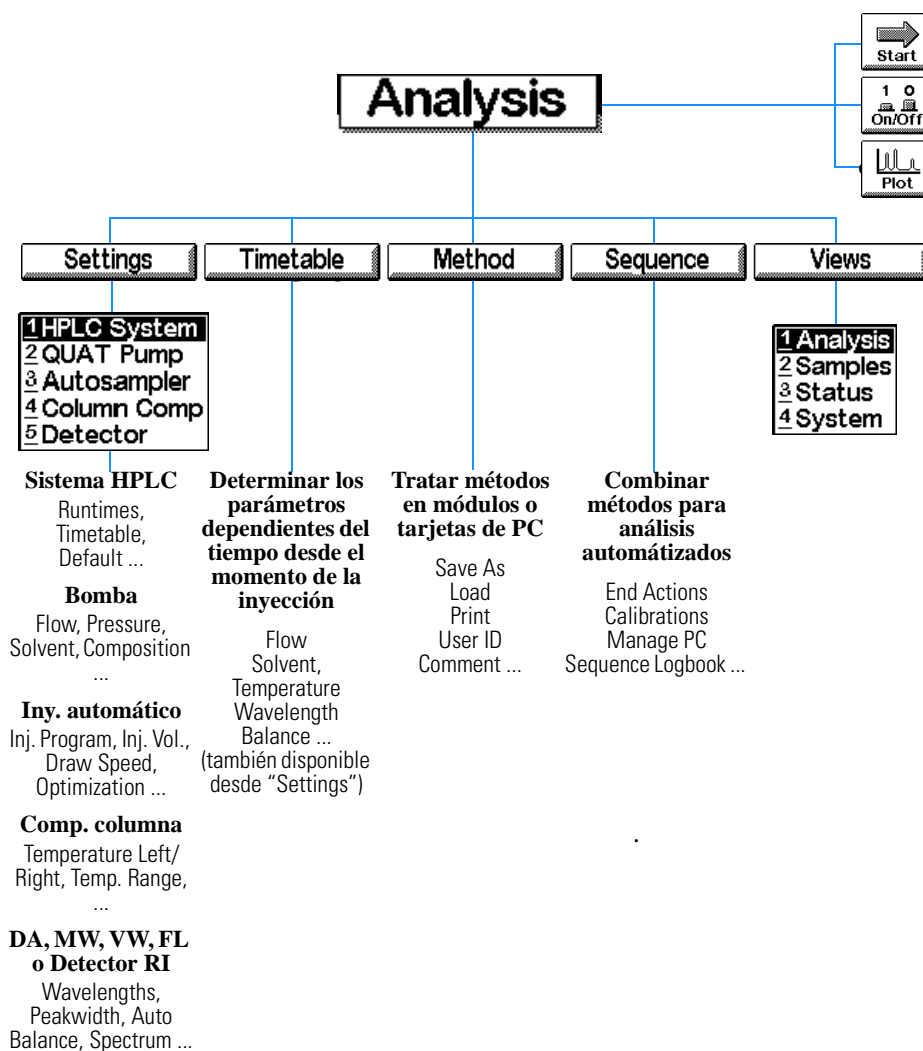 Start
Analysis
1 0
On/Off
Plot
Settings
Timetable
Method
Sequence
Views
1 HPLC System
2 QUAT Pump
3 Autosampler
4 Column Comp
5 Detector
1 Analysis
2 Samples
3 Status
4 System
Sistema HPLC
Runtimes,
Timetable,
Default ...
Bomba
Flow, Pressure,
Solvent, Composition
...
Iny. automático
Inj. Program, Inj. Vol.,
Draw Speed,
Optimization ...
Comp. columna
Temperature Left/
Right, Temp. Range,
...
DA, MW, VW, FL
o Detector RI
Wavelengths,
Peakwidth, Auto
Balance, Spectrum ...
Determinar los
parámetros
dependientes del
tiempo desde el
momento de la
inyección
Flow
Solvent,
Temperature
Wavelength
Balance ...
(también disponible
desde “Settings”)
Tratar métodos
en módulos o
tarjetas de PC
Save As
Load
Print
User ID
Comment ...
Combinar
métodos para
análisis
automátizados
End Actions
Calibrations
Manage PC
Sequence Logbook ...
.